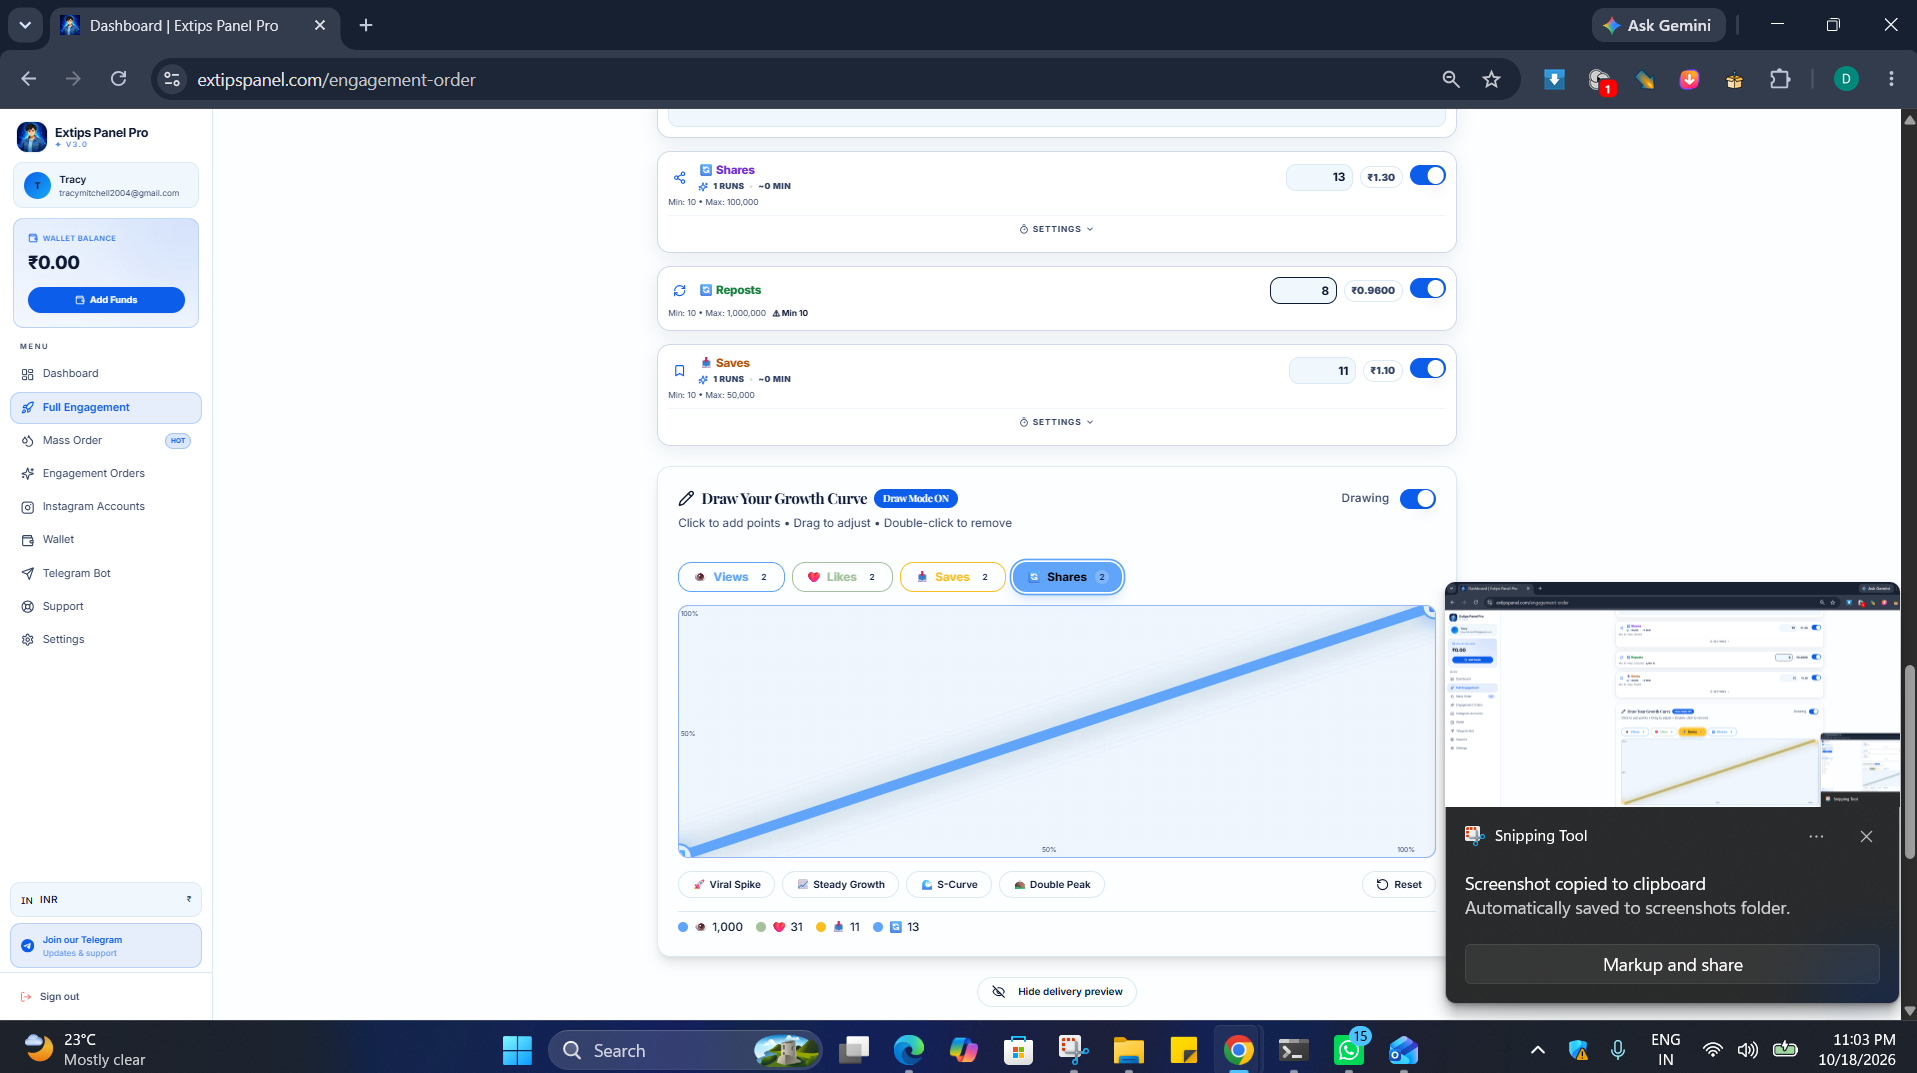 Dashboard | Extips Panel Pro
Ask Gemini
extipspanel.com/engagement-order
1
D
Extips Panel Pro
V3.0
T
Tracy
tracymitchell2004@gmail.com
WALLET BALANCE
₹0.00
Add Funds
MENU
Dashboard
Full Engagement
Mass Order HOT
Engagement Orders
Instagram Accounts
Wallet
Telegram Bot
Support
Settings
IN INR ₹
Join our Telegram
Updates & support
Sign out
Shares
1 RUNS • ~0 MIN
Min: 10 • Max: 100,000
13 ₹1.30
SETTINGS
Reposts
Min: 10 • Max: 1,000,000 Min 10
8 ₹0.9600
Saves
1 RUNS • ~0 MIN
Min: 10 • Max: 50,000
11 ₹1.10
SETTINGS
Draw Your Growth Curve Draw Mode ON
Drawing
Click to add points • Drag to adjust • Double-click to remove
Views 2 Likes 2 Saves 2 Shares 2
100%
50%
50% 100%
Viral Spike Steady Growth S-Curve Double Peak Reset
1,000 31 11 13
Hide delivery preview
Snipping Tool
Screenshot copied to clipboard
Automatically saved to screenshots folder.
Markup and share
23°C
Mostly clear
Search
15
ENG
IN
11:03 PM
10/18/2026